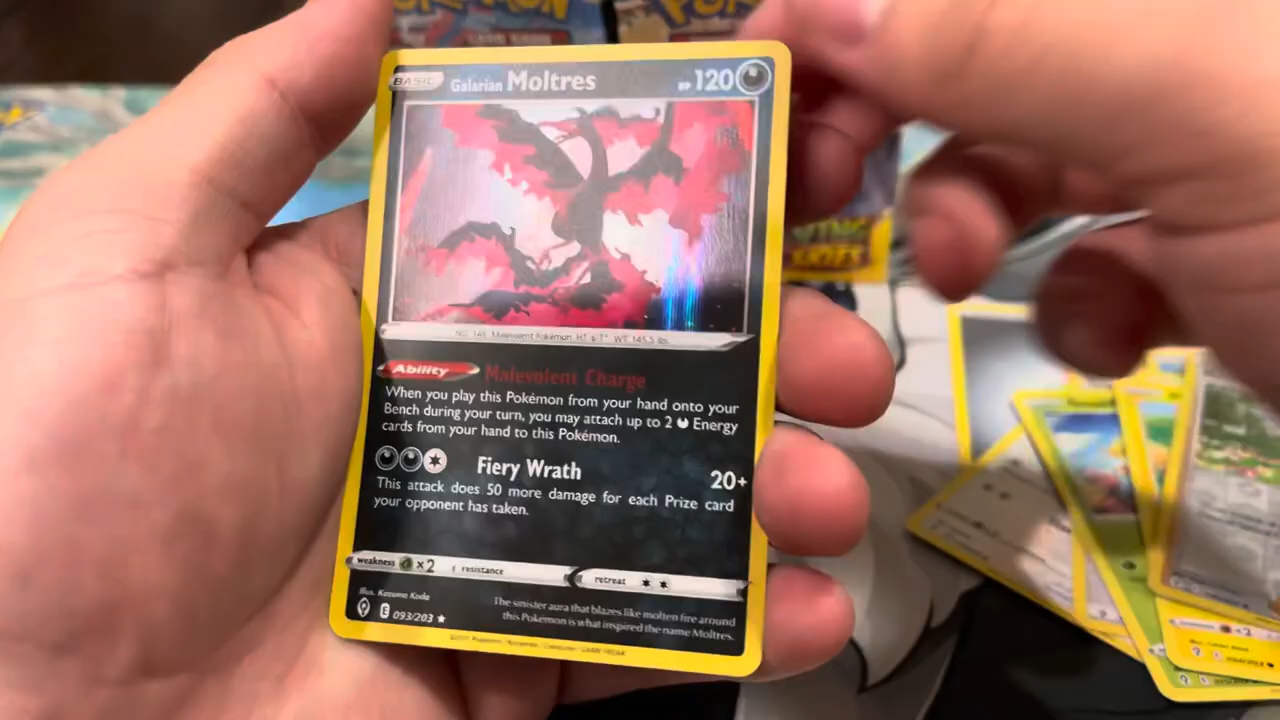 POKÉMON
BASIC Galarian Moltres HP 120
NO. 146 Malevolent Pokémon HT: 6'7" WT: 145.5 lbs.
Ability Malevolent Charge
When you play this Pokémon from your hand onto your
Bench during your turn, you may attach up to 2 Energy
cards from your hand to this Pokémon.
Fiery Wrath 20+
This attack does 50 more damage for each Prize card
your opponent has taken.
weakness ×2 resistance retreat
Illus. Kazuma Koda
E 093/203
The sinister aura that blazes like molten fire around
this Pokémon is what inspired the name Moltres.
SKIES
×2